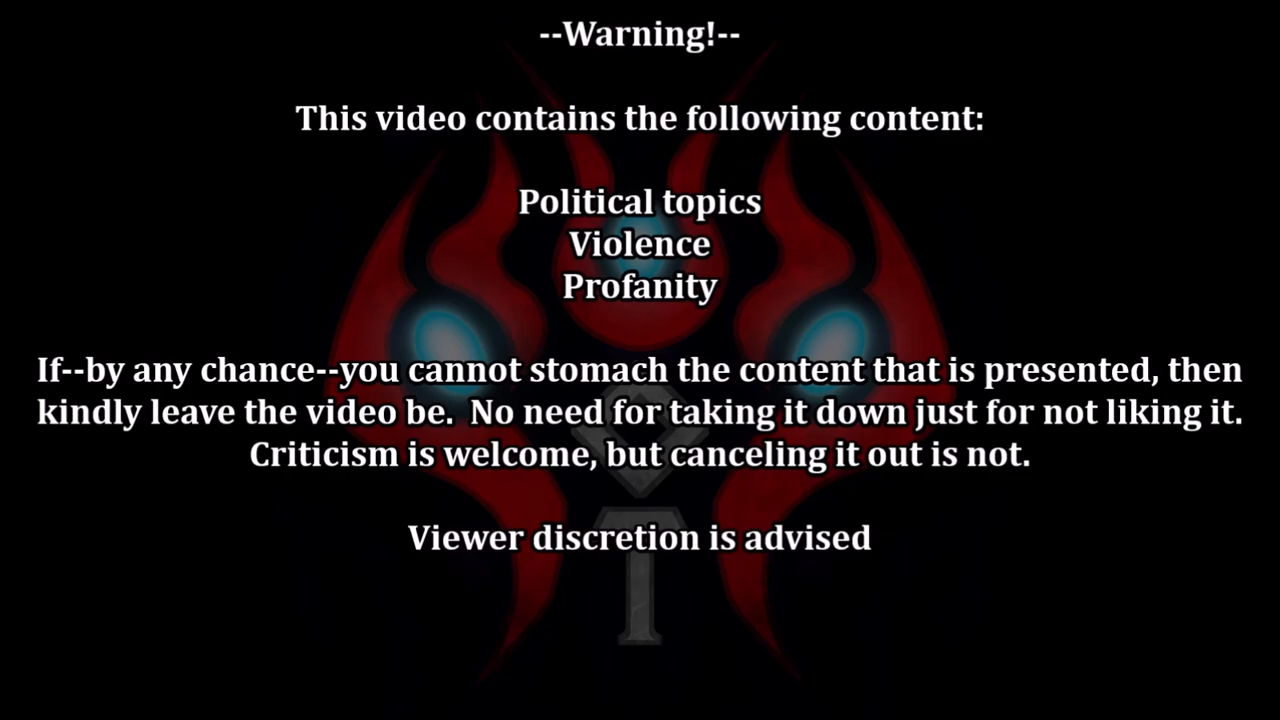 --Warning!--
This video contains the following content:
Political topics
Violence
Profanity
If--by any chance--you cannot stomach the content that is presented, then
kindly leave the video be.  No need for taking it down just for not liking it.
Criticism is welcome, but canceling it out is not.
Viewer discretion is advised